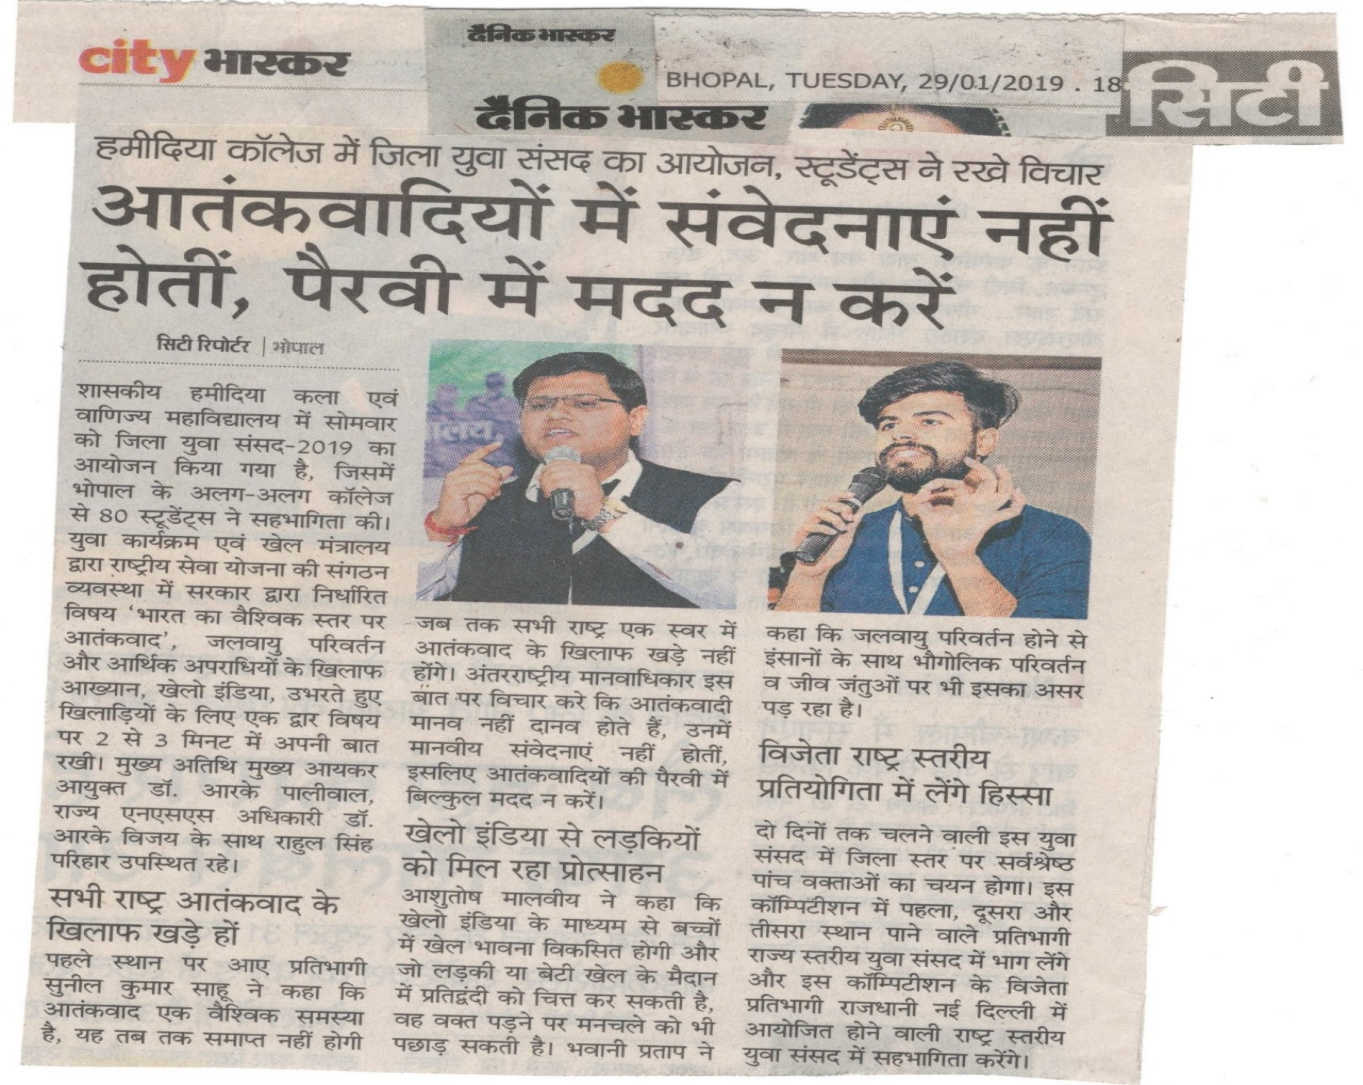 city भास्कर
दैनिक भास्कर
दैनिक भास्कर
BHOPAL, TUESDAY, 29/01/2019 . 18
सिटी
हमीदिया कॉलेज में जिला युवा संसद का आयोजन, स्टूडेंट्स ने रखे विचार
आतंकवादियों में संवेदनाएं नहीं
होतीं, पैरवी में मदद न करें
सिटी रिपोर्टर | भोपाल
शासकीय हमीदिया कला एवं
वाणिज्य महाविद्यालय में सोमवार
को जिला युवा संसद-2019 का
आयोजन किया गया है, जिसमें
भोपाल के अलग-अलग कॉलेज
से 80 स्टूडेंट्स ने सहभागिता की।
युवा कार्यक्रम एवं खेल मंत्रालय
द्वारा राष्ट्रीय सेवा योजना की संगठन
व्यवस्था में सरकार द्वारा निर्धारित
विषय ‘भारत का वैश्विक स्तर पर
आतंकवाद’, जलवायु परिवर्तन
और आर्थिक अपराधियों के खिलाफ
आख्यान, खेलो इंडिया, उभरते हुए
खिलाड़ियों के लिए एक द्वार विषय
पर 2 से 3 मिनट में अपनी बात
रखी। मुख्य अतिथि मुख्य आयकर
आयुक्त डॉ. आरके पालीवाल,
राज्य एनएसएस अधिकारी डॉ.
आरके विजय के साथ राहुल सिंह
परिहार उपस्थित रहे।
सभी राष्ट्र आतंकवाद के
खिलाफ खड़े हों
पहले स्थान पर आए प्रतिभागी
सुनील कुमार साहू ने कहा कि
आतंकवाद एक वैश्विक समस्या
है, यह तब तक समाप्त नहीं होगी
लय
जब तक सभी राष्ट्र एक स्वर में
आतंकवाद के खिलाफ खड़े नहीं
होंगे। अंतरराष्ट्रीय मानवाधिकार इस
बात पर विचार करे कि आतंकवादी
मानव नहीं दानव होते हैं, उनमें
मानवीय संवेदनाएं नहीं होतीं,
इसलिए आतंकवादियों की पैरवी में
बिल्कुल मदद न करें।
खेलो इंडिया से लड़कियों
को मिल रहा प्रोत्साहन
आशुतोष मालवीय ने कहा कि
खेलो इंडिया के माध्यम से बच्चों
में खेल भावना विकसित होगी और
जो लड़की या बेटी खेल के मैदान
में प्रतिद्वंदी को चित्त कर सकती है,
वह वक्त पड़ने पर मनचले को भी
पछाड़ सकती है। भवानी प्रताप ने
कहा कि जलवायु परिवर्तन होने से
इंसानों के साथ भौगोलिक परिवर्तन
व जीव जंतुओं पर भी इसका असर
पड़ रहा है।
विजेता राष्ट्र स्तरीय
प्रतियोगिता में लेंगे हिस्सा
दो दिनों तक चलने वाली इस युवा
संसद में जिला स्तर पर सर्वश्रेष्ठ
पांच वक्ताओं का चयन होगा। इस
कॉम्पिटीशन में पहला, दूसरा और
तीसरा स्थान पाने वाले प्रतिभागी
राज्य स्तरीय युवा संसद में भाग लेंगे
और इस कॉम्पिटीशन के विजेता
प्रतिभागी राजधानी नई दिल्ली में
आयोजित होने वाली राष्ट्र स्तरीय
युवा संसद में सहभागिता करेंगे।